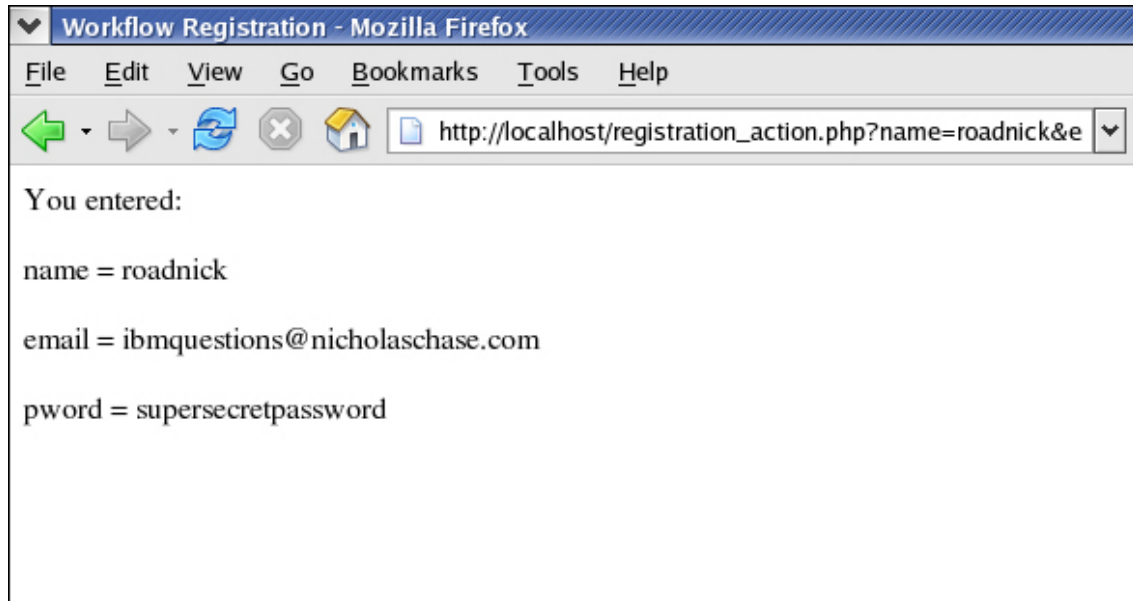 Workflow Registration - Mozilla Firefox
File Edit View Go Bookmarks Tools Help
http://localhost/registration_action.php?name=roadnick&e
You entered:
name = roadnick
email = ibmquestions@nicholaschase.com
pword = supersecretpassword